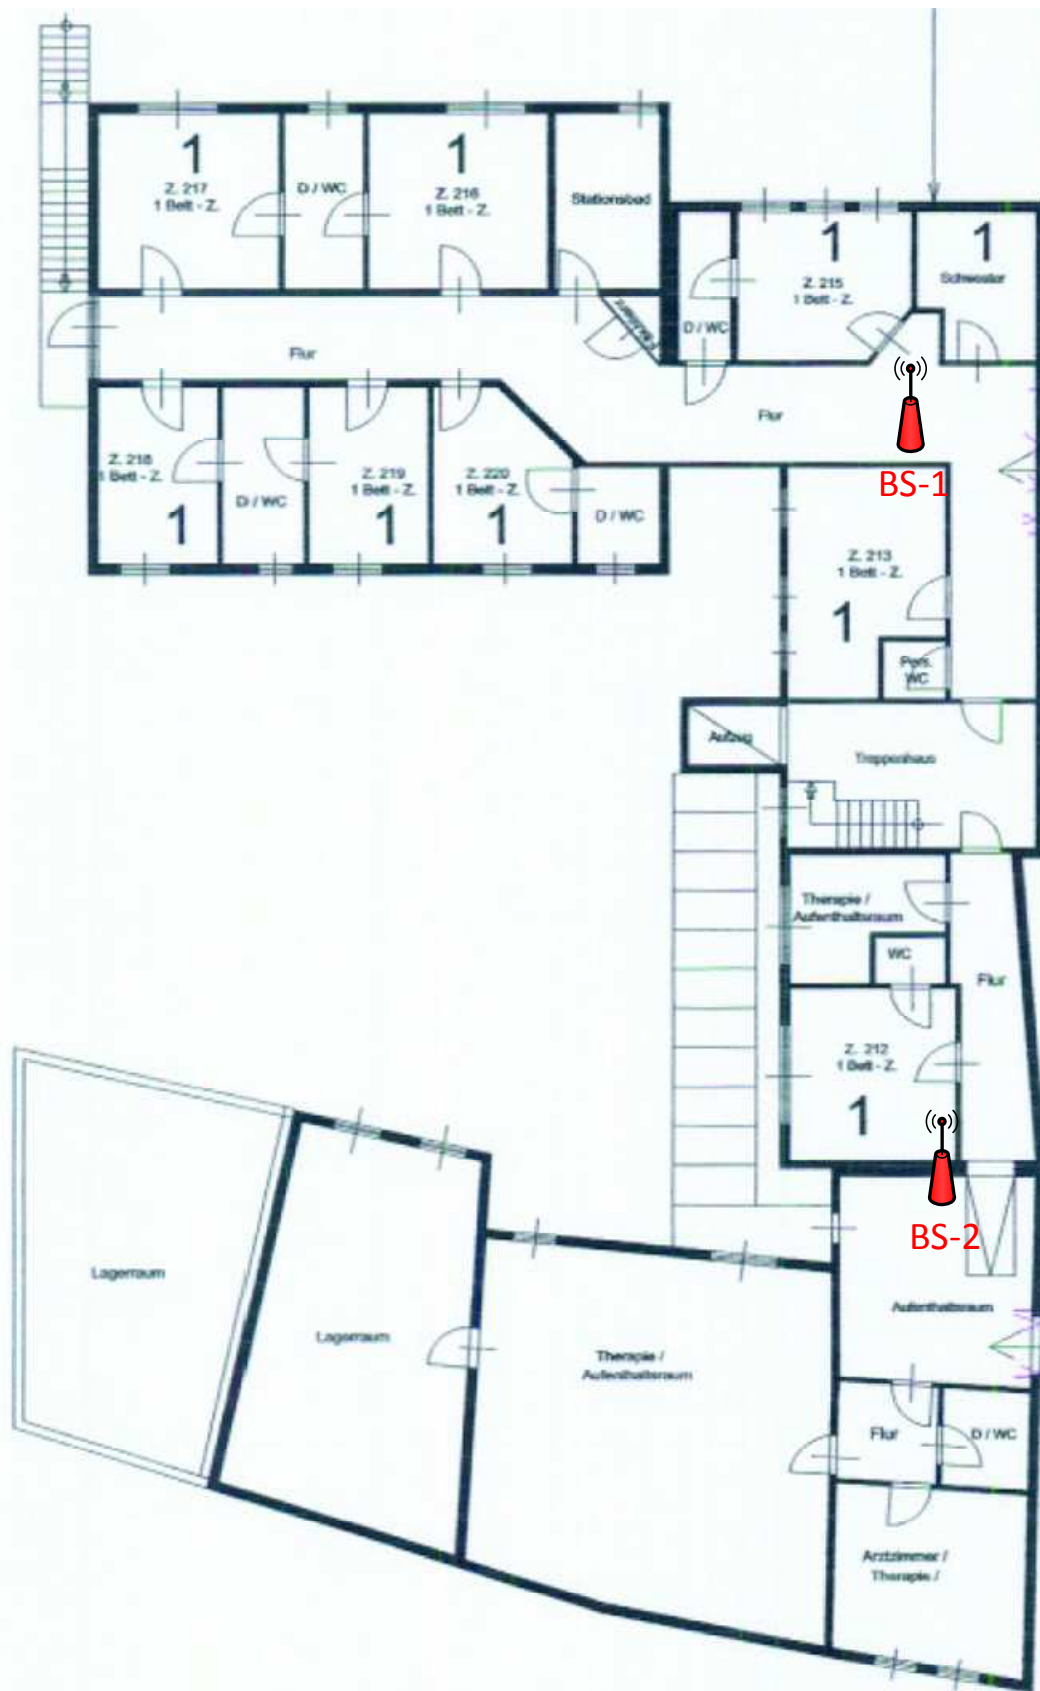 1
Z. 217
1 Bett - Z.
D / WC
1
Z. 216
1 Bett - Z.
Stationsbad
1
Z. 215
1 Bett - Z.
1
Schwester
D / WC
Flur
Flur
BS-1
Z. 218
1 Bett - Z.
1
D / WC
Z. 219
1 Bett - Z.
1
Z. 220
1 Bett - Z.
1
D / WC
Z. 213
1 Bett - Z.
1
Pers.
WC
Aufzug
Treppenhaus
Therapie /
Aufenthaltsraum
WC
Flur
Z. 212
1 Bett - Z.
1
BS-2
Lagerraum
Lagerraum
Therapie /
Aufenthaltsraum
Aufenthaltsraum
Flur
D / WC
Arztzimmer /
Therapie /